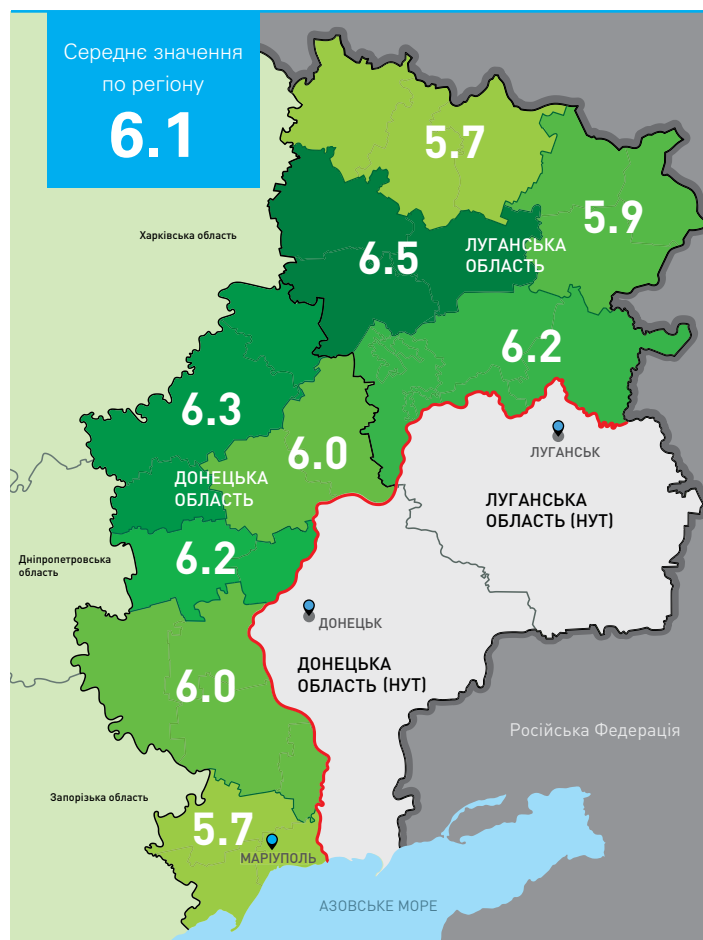 Середнє значення
по регіону
6.1
5.7
5.9
Харківська область
6.5
ЛУГАНСЬКА
ОБЛАСТЬ
6.2
6.3
6.0
ЛУГАНСЬК
ДОНЕЦЬКА
ОБЛАСТЬ
ЛУГАНСЬКА
ОБЛАСТЬ (НУТ)
6.2
Дніпропетровська
область
ДОНЕЦЬК
ДОНЕЦЬКА
ОБЛАСТЬ (НУТ)
6.0
Російська Федерація
Запорізька область
5.7
МАРІУПОЛЬ
АЗОВСЬКЕ МОРЕ